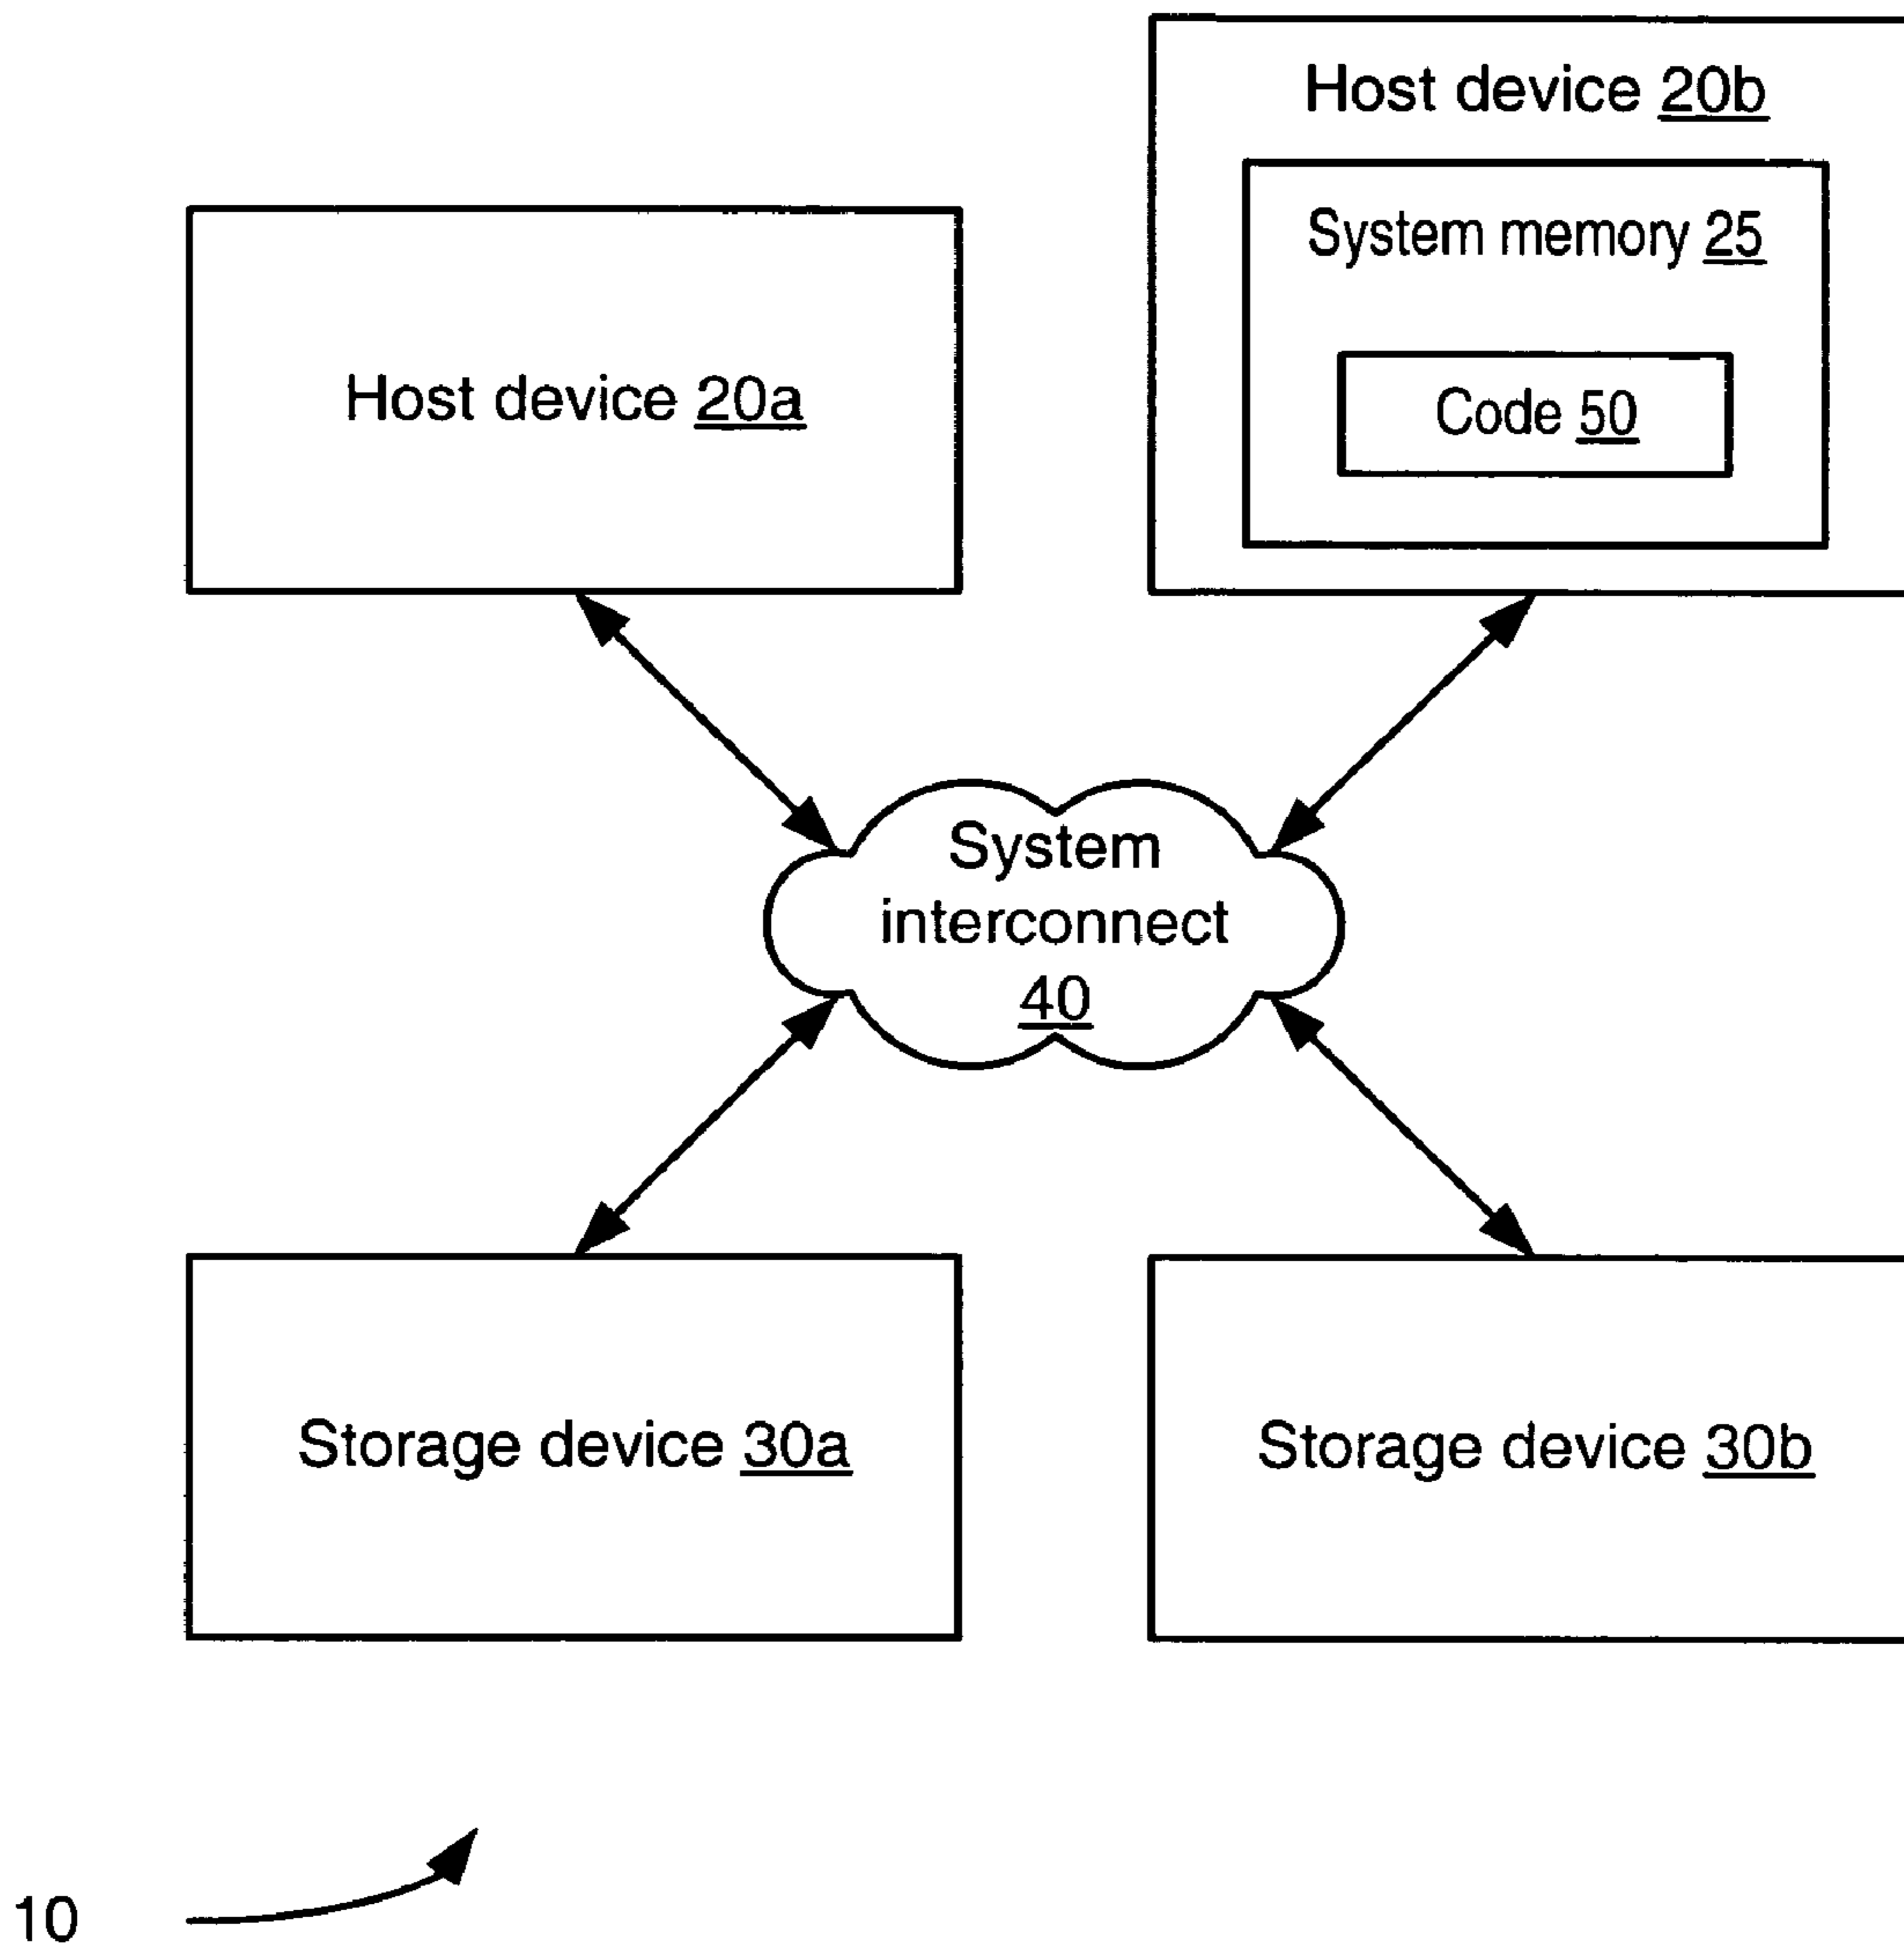 Host device 20b
System memory 25
Host device 20a
Code 50
System
interconnect
40
Storage device 30a
Storage device 30b
10